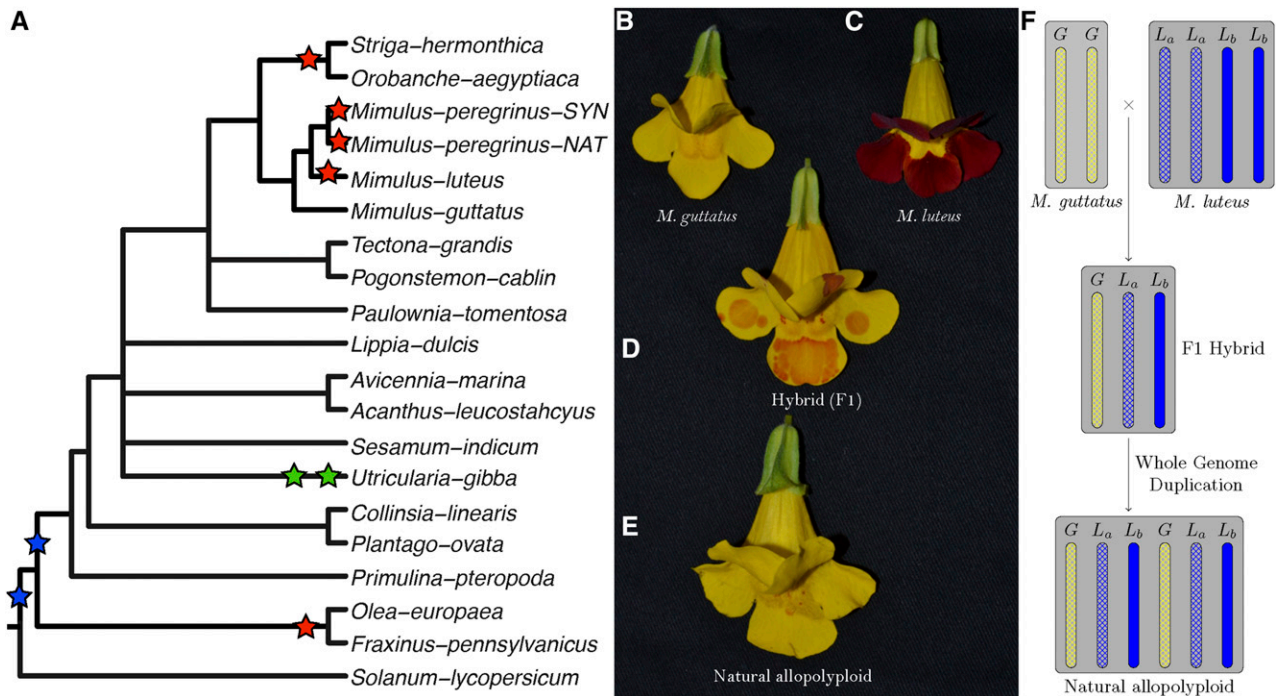 A
Striga-hermonthica
Orobanche-aegyptiaca
Mimulus-peregrinus-SYN
Mimulus-peregrinus-NAT
Mimulus-luteus
Mimulus-guttatus
Tectona-grandis
Pogonstemon-cablin
Paulownia-tomentosa
Lippia-dulcis
Avicennia-marina
Acanthus-leucostahcyus
Sesamum-indicum
Utricularia-gibba
Collinsia-linearis
Plantago-ovata
Primulina-pteropoda
Olea-europaea
Fraxinus-pennsylvanicus
Solanum-lycopersicum
B
M. guttatus
C
M. luteus
D
Hybrid (F1)
E
Natural allopolyploid
F
G G
La La Lb Lb
×
M. guttatus
M. luteus
G La Lb
F1 Hybrid
Whole Genome
Duplication
G La Lb G La Lb
Natural allopolyploid